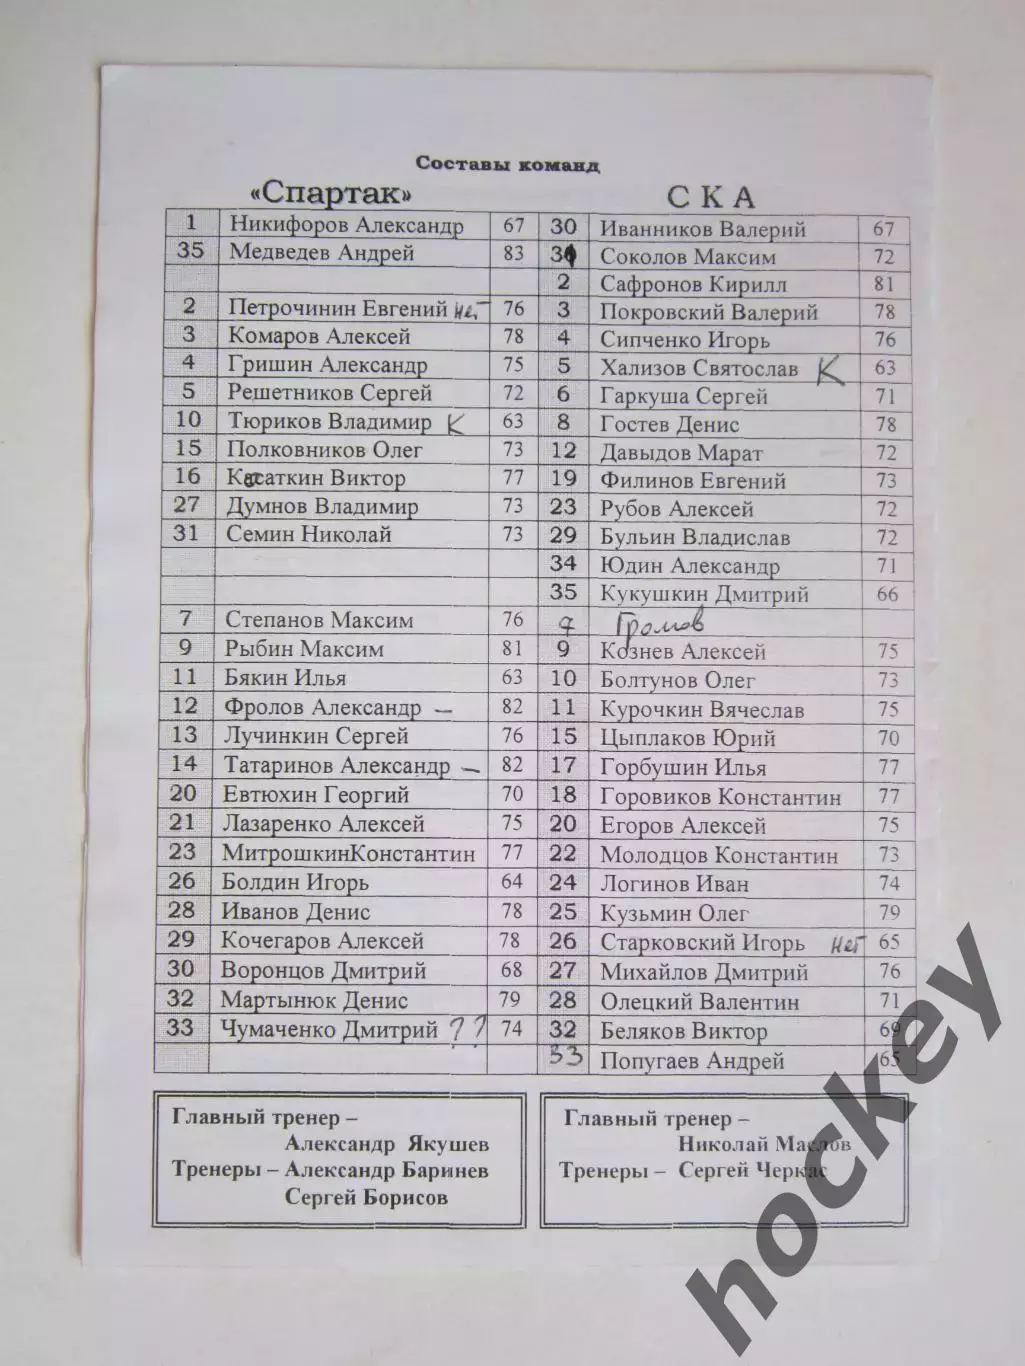 Составы команд
«Спартак» С К А
1 Никифоров Александр 67 30 Иванников Валерий 67
35 Медведев Андрей 83 31 Соколов Максим 72
2 Сафронов Кирилл 81
2 Петрочинин Евгений нет 76 3 Покровский Валерий 78
3 Комаров Алексей 78 4 Сипченко Игорь 76
4 Гришин Александр 75 5 Хализов Святослав К 63
5 Решетников Сергей 72 6 Гаркуша Сергей 71
10 Тюриков Владимир К 63 8 Гостев Денис 78
15 Полковников Олег 73 12 Давыдов Марат 72
16 Касаткин Виктор 77 19 Филинов Евгений 73
27 Думнов Владимир 73 23 Рубов Алексей 72
31 Семин Николай 73 29 Бульин Владислав 72
34 Юдин Александр 71
35 Кукушкин Дмитрий 66
7 Степанов Максим 76 7 Громов
9 Рыбин Максим 81 9 Кознев Алексей 75
11 Бякин Илья 63 10 Болтунов Олег 73
12 Фролов Александр – 82 11 Курочкин Вячеслав 75
13 Лучинкин Сергей 76 15 Цыплаков Юрий 70
14 Татаринов Александр – 82 17 Горбушин Илья 77
20 Евтюхин Георгий 70 18 Горовиков Константин 77
21 Лазаренко Алексей 75 20 Егоров Алексей 75
23 МитрошкинКонстантин 77 22 Молодцов Константин 73
26 Болдин Игорь 64 24 Логинов Иван 74
28 Иванов Денис 78 25 Кузьмин Олег 79
29 Кочегаров Алексей 78 26 Старковский Игорь нет 65
30 Воронцов Дмитрий 68 27 Михайлов Дмитрий 76
32 Мартынюк Денис 79 28 Олецкий Валентин 71
33 Чумаченко Дмитрий ?? 74 32 Беляков Виктор 69
33 Попугаев Андрей 65
Главный тренер – Главный тренер –
Александр Якушев Николай Маслов
Тренеры – Александр Баринев Тренеры – Сергей Черкас
Сергей Борисов
hockey